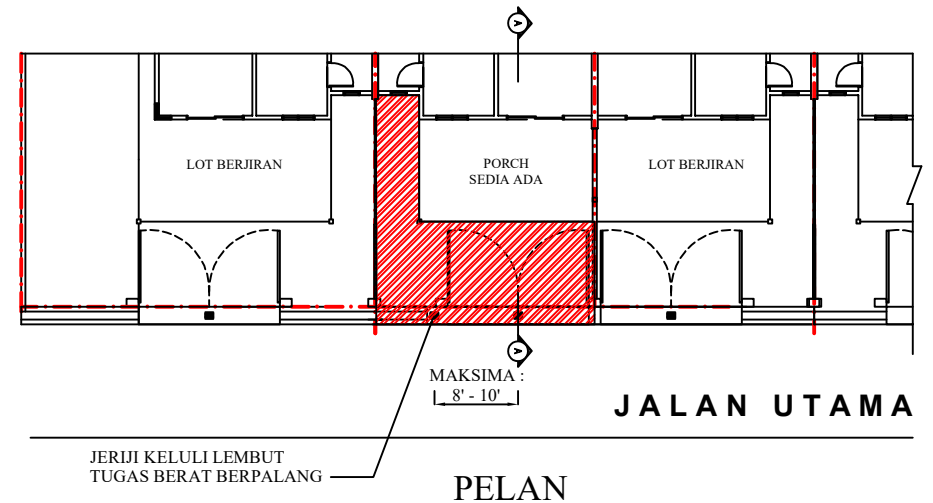 A
LOT BERJIRAN
PORCH
SEDIA ADA
LOT BERJIRAN
A
MAKSIMA :
8' - 10'
JALAN UTAMA
JERIJI KELULI LEMBUT
TUGAS BERAT BERPALANG
PELAN